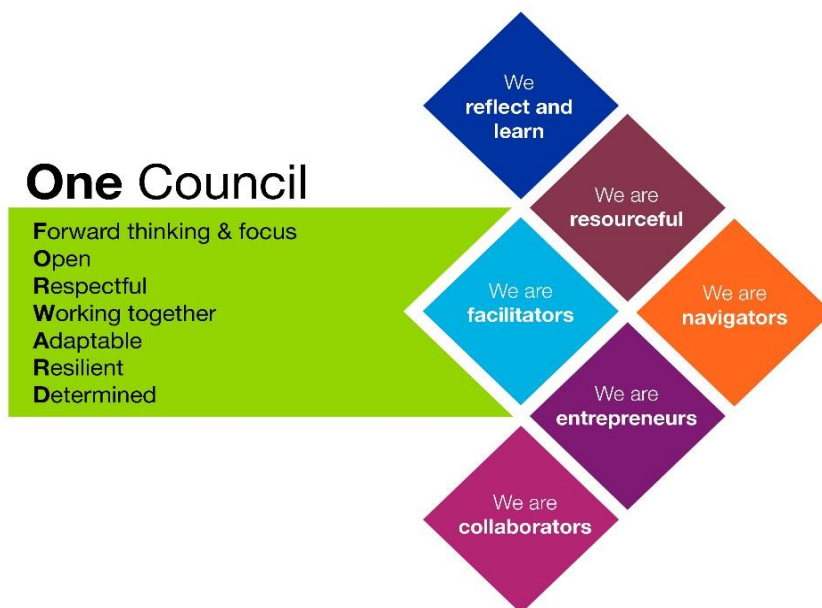 One Council
Forward thinking & focus
Open
Respectful
Working together
Adaptable
Resilient
Determined
We
reflect and
learn
We are
resourceful
We are
facilitators
We are
navigators
We are
entrepreneurs
We are
collaborators